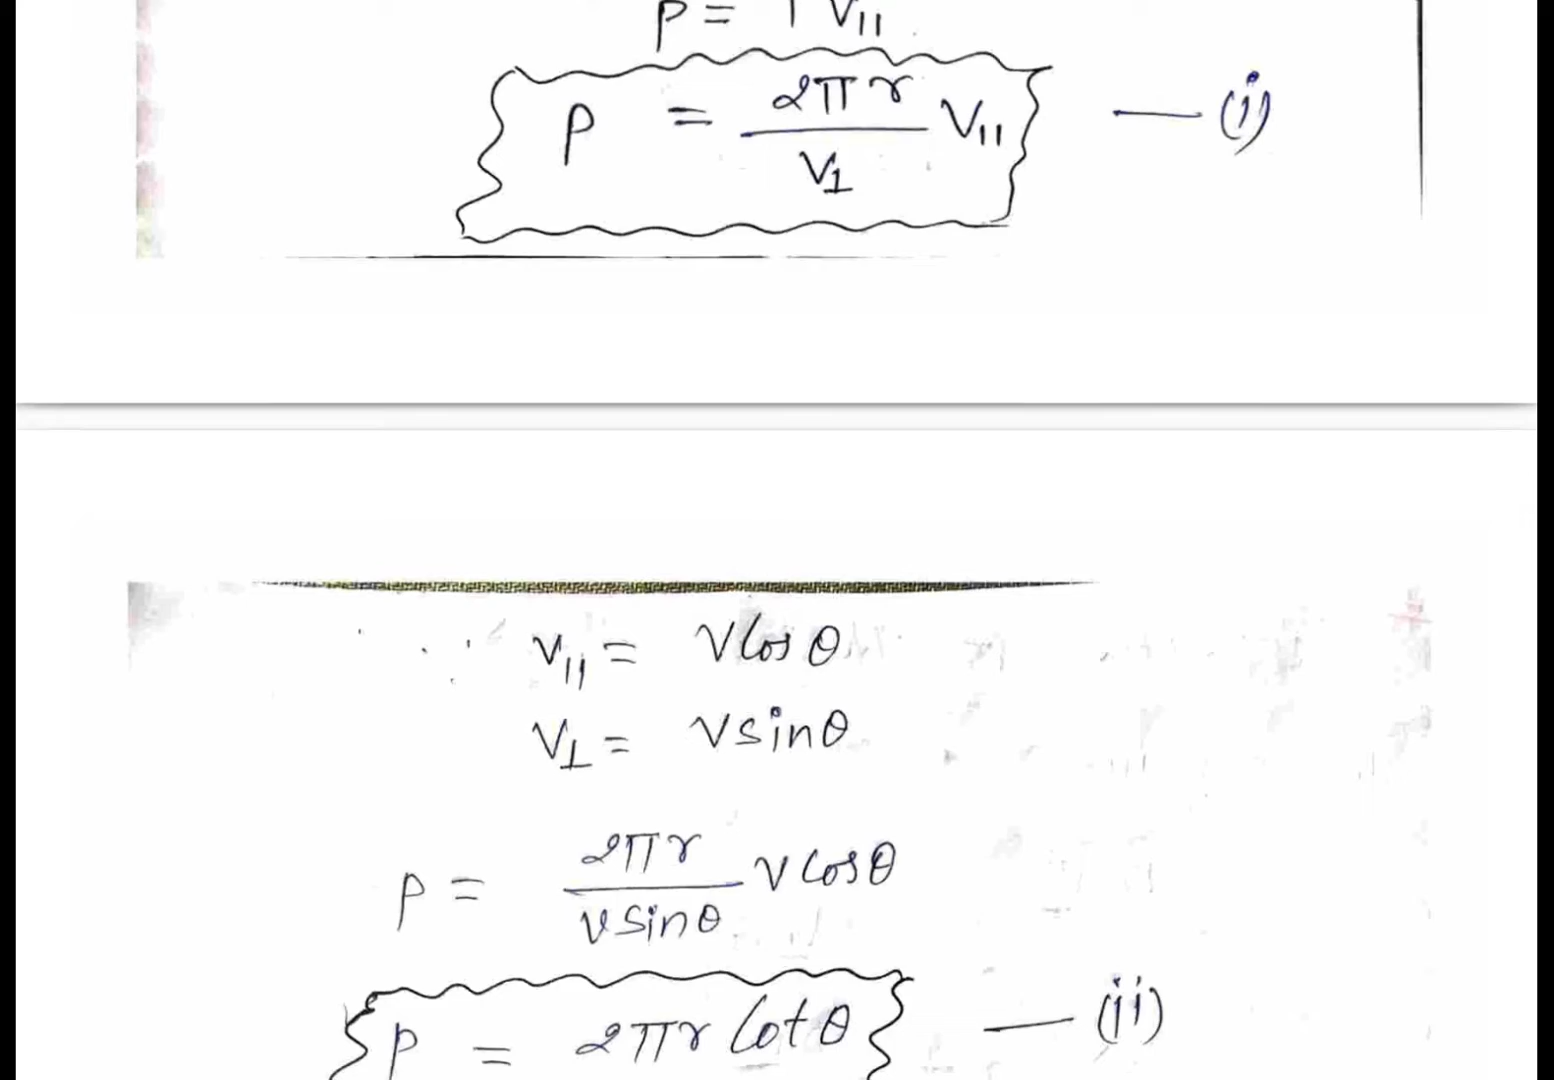 P = T V∥
P = 2πr/V⊥ V∥ — (i)
V∥ = V Cos θ
V⊥ = V sin θ
P = 2πr/V sin θ V Cos θ
P = 2πr Cot θ — (ii)